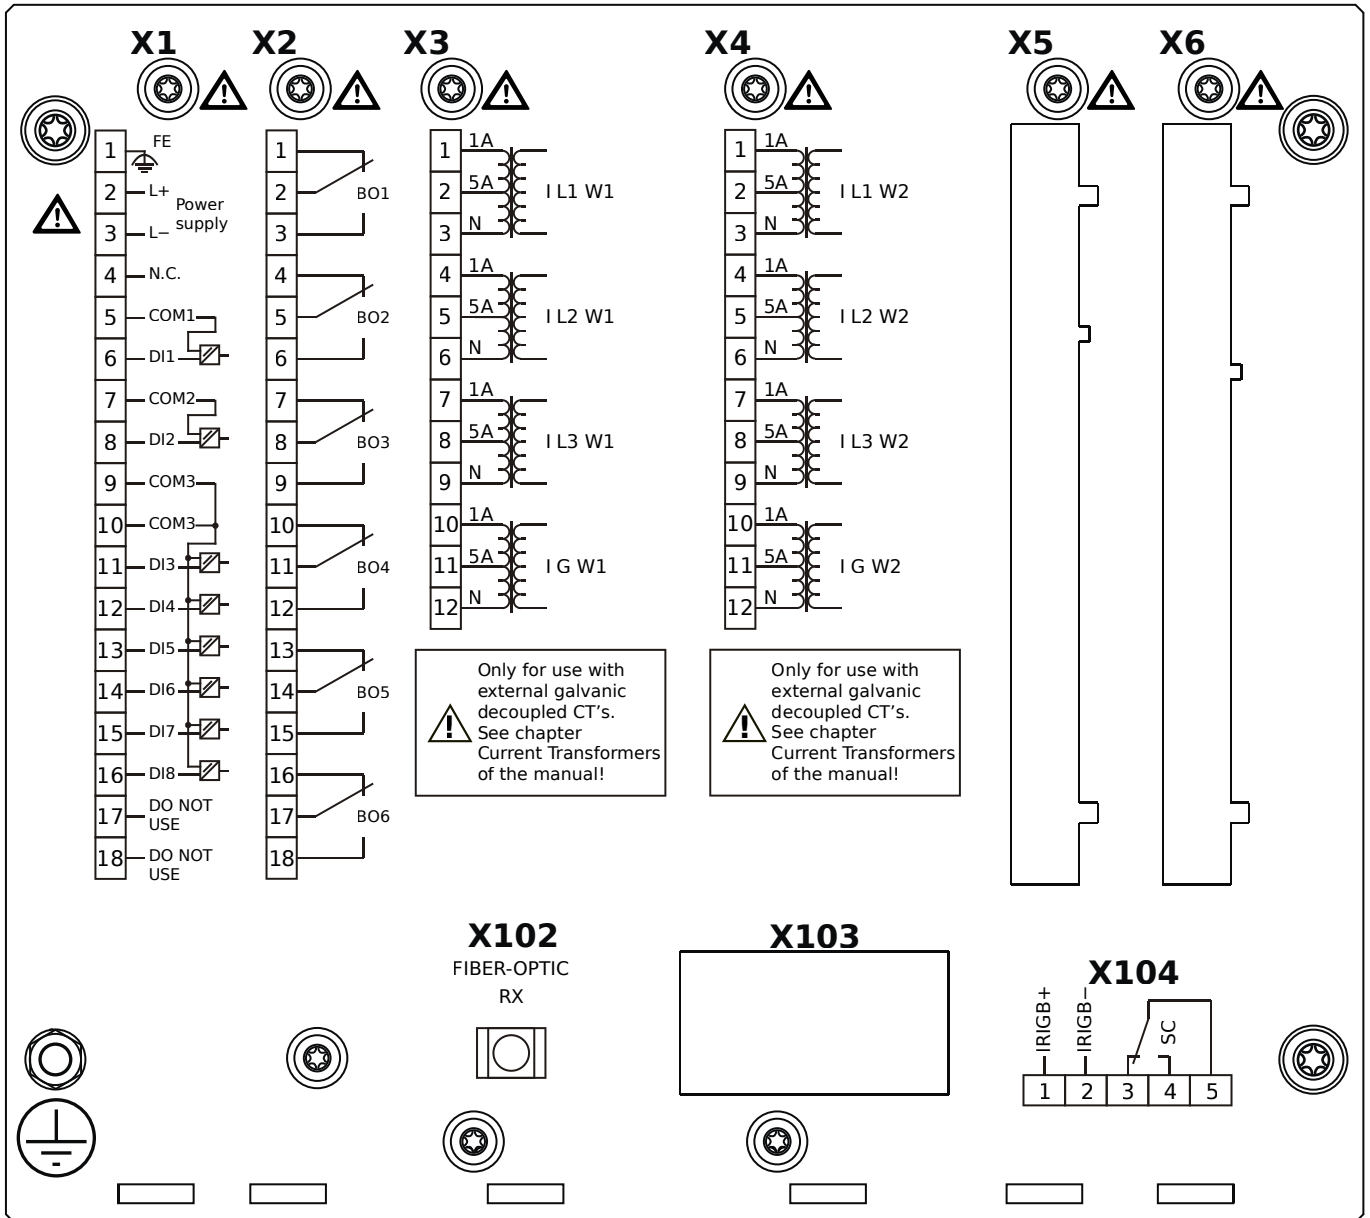 X1
X2
X3
X4
X5
X6
1 FE
2 L+
Power
supply
3 L−
4 N.C.
5 COM1
6 DI1
7 COM2
8 DI2
9 COM3
10 COM3
11 DI3
12 DI4
13 DI5
14 DI6
15 DI7
16 DI8
17 DO NOT
USE
18 DO NOT
USE
1
2 BO1
3
4
5 BO2
6
7
8 BO3
9
10
11 BO4
12
13
14 BO5
15
16
17 BO6
18
1 1A
2 5A I L1 W1
3 N
4 1A
5 5A I L2 W1
6 N
7 1A
8 5A I L3 W1
9 N
10 1A
11 5A I G W1
12 N
Only for use with
external galvanic
decoupled CT's.
See chapter
Current Transformers
of the manual!
1 1A
2 5A I L1 W2
3 N
4 1A
5 5A I L2 W2
6 N
7 1A
8 5A I L3 W2
9 N
10 1A
11 5A I G W2
12 N
Only for use with
external galvanic
decoupled CT's.
See chapter
Current Transformers
of the manual!
X102
FIBER-OPTIC
RX
X103
X104
IRIGB+
IRIGB−
SC
1 2 3 4 5